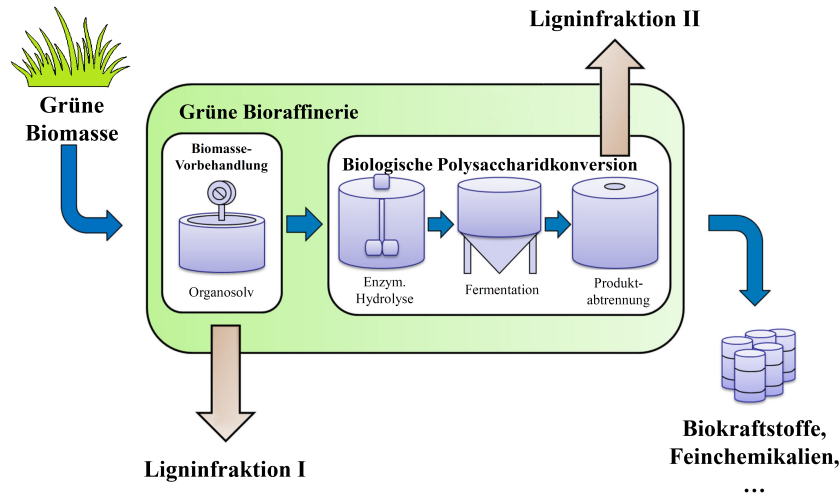 Ligninfraktion II
Grüne
Biomasse
Grüne Bioraffinerie
Biomasse-
Vorbehandlung
Biologische Polysaccharidkonversion
Organosolv
Enzym.
Hydrolyse
Fermentation
Produkt-
abtrennung
Ligninfraktion I
Biokraftstoffe,
Feinchemikalien,
...